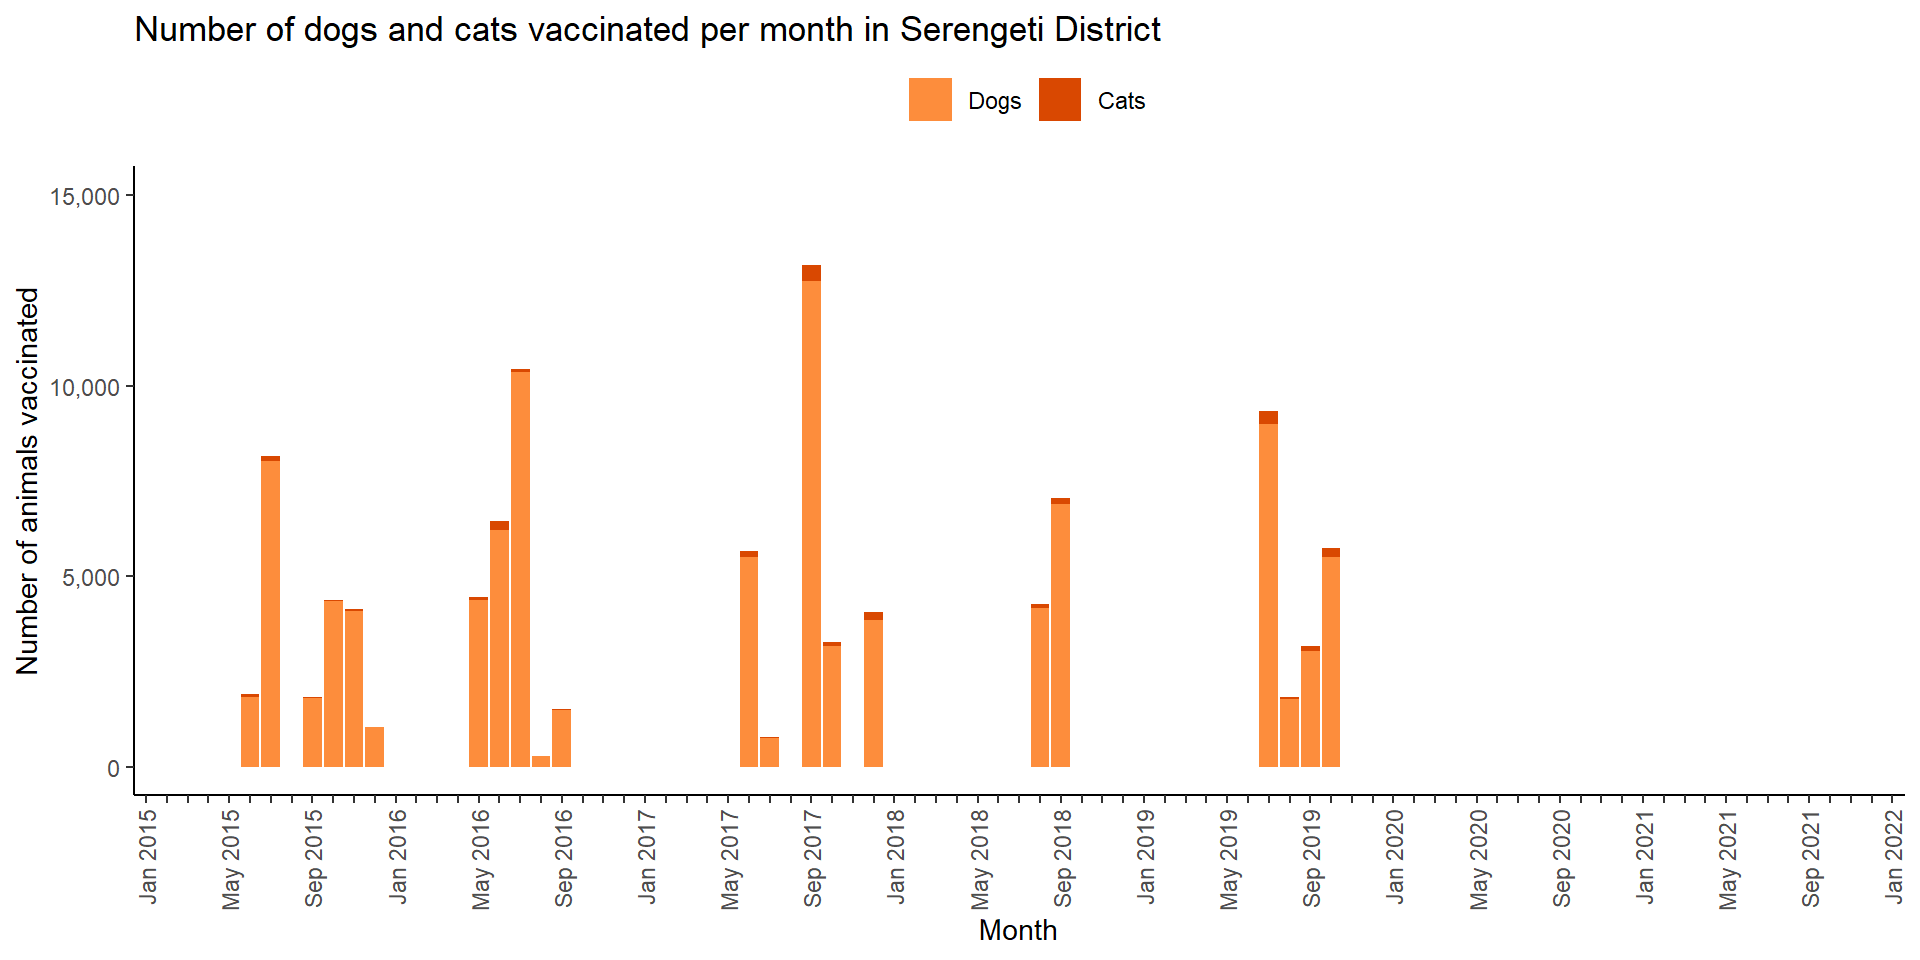 Number of dogs and cats vaccinated per month in Serengeti District
Dogs
Cats
Number of animals vaccinated
15,000
10,000
5,000
0
Jan 2015
May 2015
Sep 2015
Jan 2016
May 2016
Sep 2016
Jan 2017
May 2017
Sep 2017
Jan 2018
May 2018
Sep 2018
Jan 2019
May 2019
Sep 2019
Jan 2020
May 2020
Sep 2020
Jan 2021
May 2021
Sep 2021
Jan 2022
Month